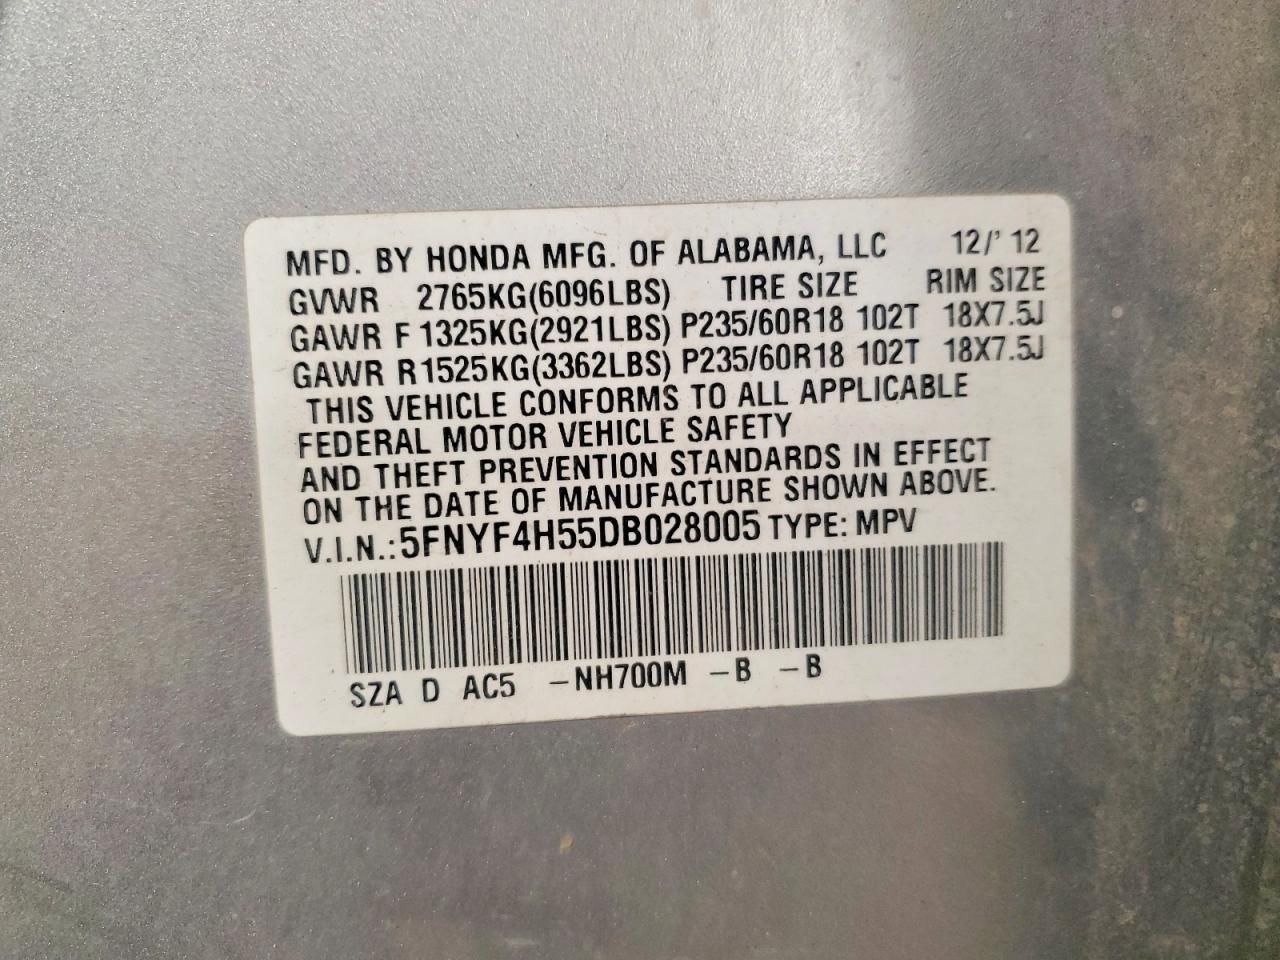 MFD. BY HONDA MFG. OF ALABAMA, LLC 12/' 12
GVWR 2765KG(6096LBS) TIRE SIZE RIM SIZE
GAWR F 1325KG(2921LBS) P235/60R18 102T 18X7.5J
GAWR R1525KG(3362LBS) P235/60R18 102T 18X7.5J
THIS VEHICLE CONFORMS TO ALL APPLICABLE
FEDERAL MOTOR VEHICLE SAFETY
AND THEFT PREVENTION STANDARDS IN EFFECT
ON THE DATE OF MANUFACTURE SHOWN ABOVE.
V.I.N.:5FNYF4H55DB028005 TYPE: MPV
SZA D AC5 -NH700M -B -B